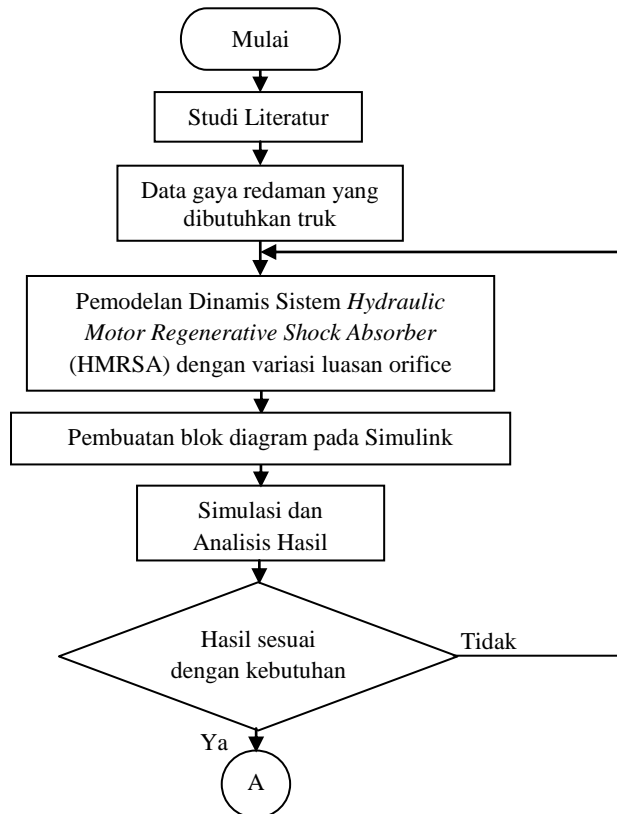 Mulai
Studi Literatur
Data gaya redaman yang
dibutuhkan truk
Pemodelan Dinamis Sistem Hydraulic
Motor Regenerative Shock Absorber
(HMRSA) dengan variasi luasan orifice
Pembuatan blok diagram pada Simulink
Simulasi dan
Analisis Hasil
Hasil sesuai
dengan kebutuhan
Tidak
Ya
A